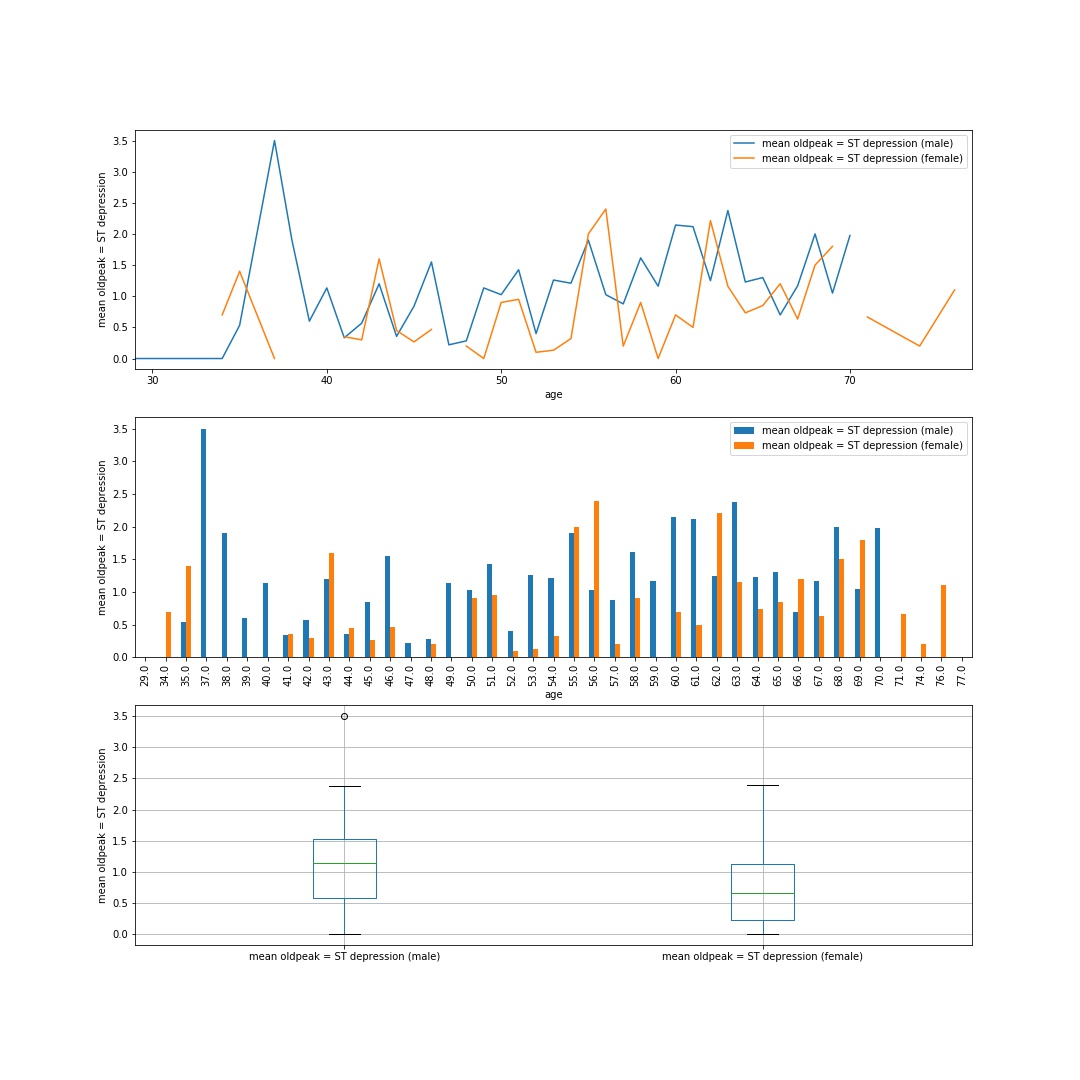 mean oldpeak = ST depression
3.5
3.0
2.5
2.0
1.5
1.0
0.5
0.0
mean oldpeak = ST depression (male)
mean oldpeak = ST depression (female)
30 40 50 60 70
age
mean oldpeak = ST depression
3.5
3.0
2.5
2.0
1.5
1.0
0.5
0.0
mean oldpeak = ST depression (male)
mean oldpeak = ST depression (female)
29.0 34.0 35.0 37.0 38.0 39.0 40.0 41.0 42.0 43.0 44.0 45.0 46.0 47.0 48.0 49.0 50.0 51.0 52.0 53.0 54.0 55.0 56.0 57.0 58.0 59.0 60.0 61.0 62.0 63.0 64.0 65.0 66.0 67.0 68.0 69.0 70.0 71.0 74.0 76.0 77.0
age
mean oldpeak = ST depression
3.5
3.0
2.5
2.0
1.5
1.0
0.5
0.0
mean oldpeak = ST depression (male) mean oldpeak = ST depression (female)